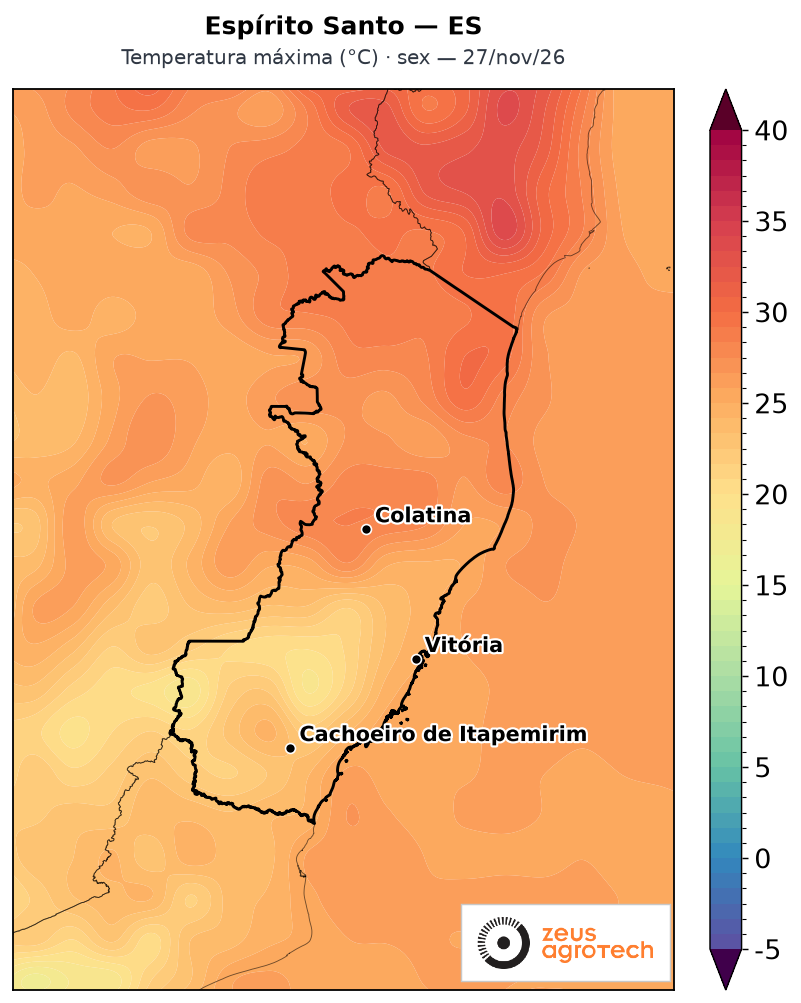 Espírito Santo — ES
Temperatura máxima (°C) · sex — 27/nov/26
40
35
30
25
20
15
10
5
0
-5
Colatina
Vitória
Cachoeiro de Itapemirim
zeus
agrotech